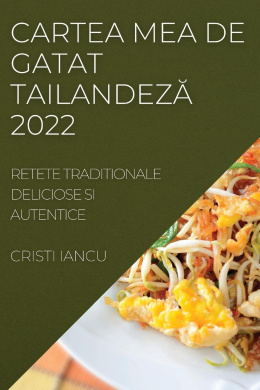 CARTEA MEA DE
GATAT
TAILANDEZĂ
2022
RETETE TRADITIONALE
DELICIOSE SI
AUTENTICE
CRISTI IANCU